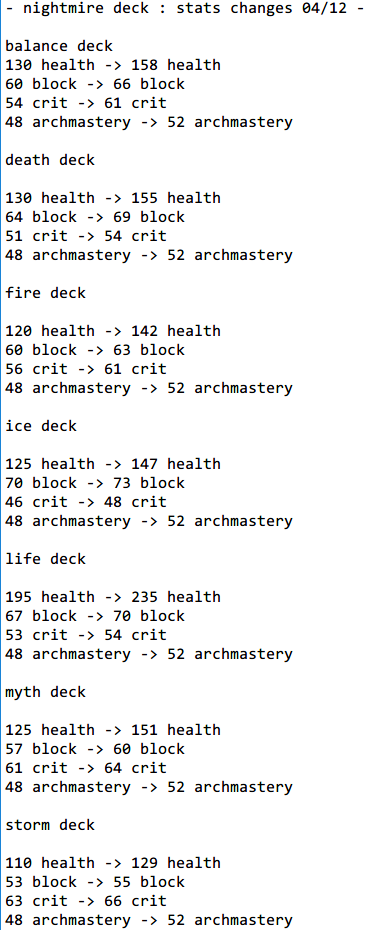 - nightmire deck : stats changes 04/12 -
balance deck
130 health -> 158 health
60 block -> 66 block
54 crit -> 61 crit
48 archmastery -> 52 archmastery
death deck
130 health -> 155 health
64 block -> 69 block
51 crit -> 54 crit
48 archmastery -> 52 archmastery
fire deck
120 health -> 142 health
60 block -> 63 block
56 crit -> 61 crit
48 archmastery -> 52 archmastery
ice deck
125 health -> 147 health
70 block -> 73 block
46 crit -> 48 crit
48 archmastery -> 52 archmastery
life deck
195 health -> 235 health
67 block -> 70 block
53 crit -> 54 crit
48 archmastery -> 52 archmastery
myth deck
125 health -> 151 health
57 block -> 60 block
61 crit -> 64 crit
48 archmastery -> 52 archmastery
storm deck
110 health -> 129 health
53 block -> 55 block
63 crit -> 66 crit
48 archmastery -> 52 archmastery